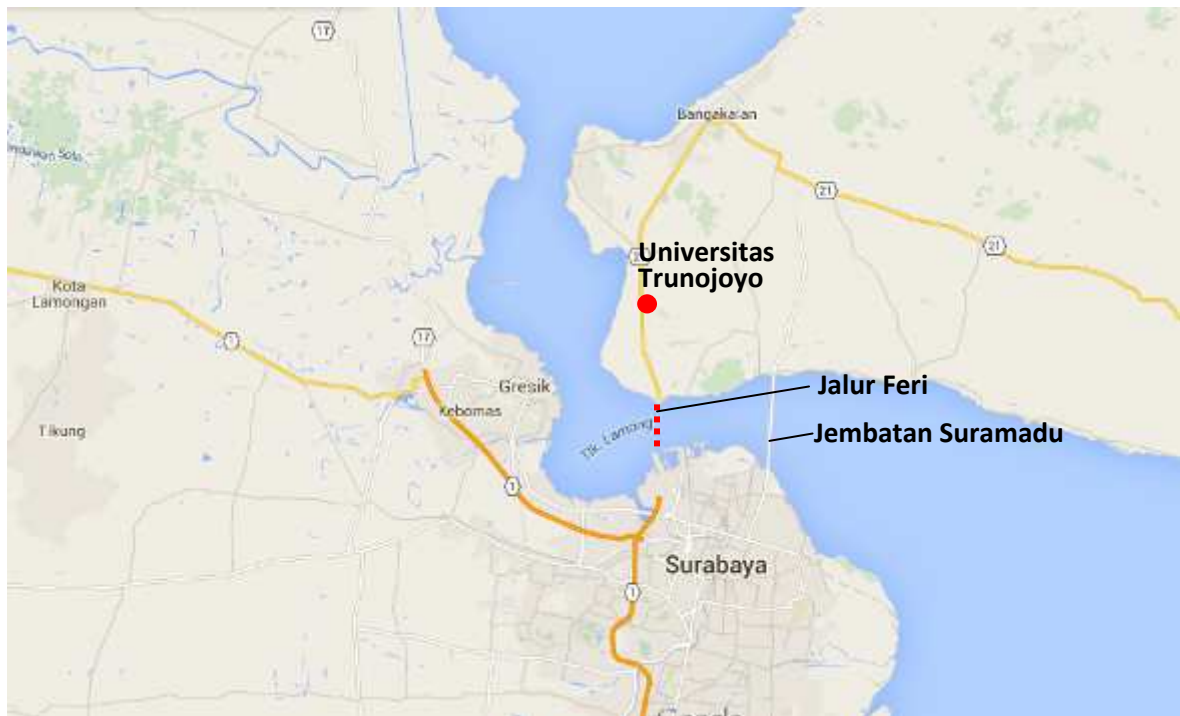 17
Bangkalan
21
21
Universitas
Trunojoyo
Kota
Lamongan
1
17
Gresik
Kebomas
Jalur Feri
Tlk. Lamong
Jembatan Suramadu
Tikung
1
Surabaya
1